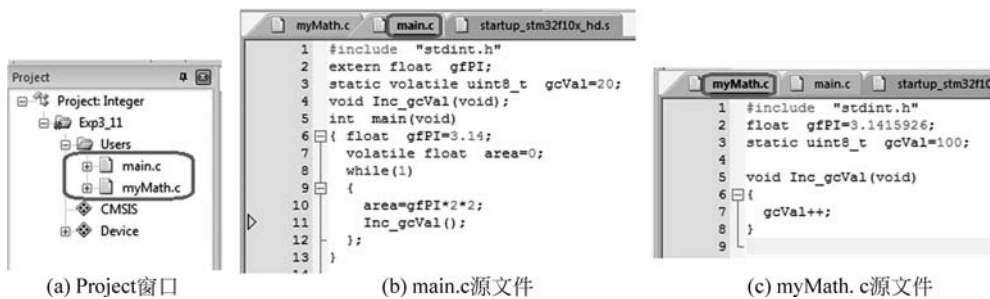 Project
Project: Integer
Exp3_11
Users
main.c
myMath.c
CMSIS
Device
(a) Project窗口
myMath.c main.c startup_stm32f10x_hd.s
1 #include "stdint.h"
2 extern float gfPI;
3 static volatile uint8_t gcVal=20;
4 void Inc_gcVal(void);
5 int main(void)
6 { float gfPI=3.14;
7 volatile float area=0;
8 while(1)
9 {
10 area=gfPI*2*2;
11 Inc_gcVal();
12 };
13 }
(b) main.c源文件
myMath.c main.c startup_stm32f10
1 #include "stdint.h"
2 float gfPI=3.1415926;
3 static uint8_t gcVal=100;
4
5 void Inc_gcVal(void)
6 {
7 gcVal++;
8 }
9
(c) myMath. c源文件